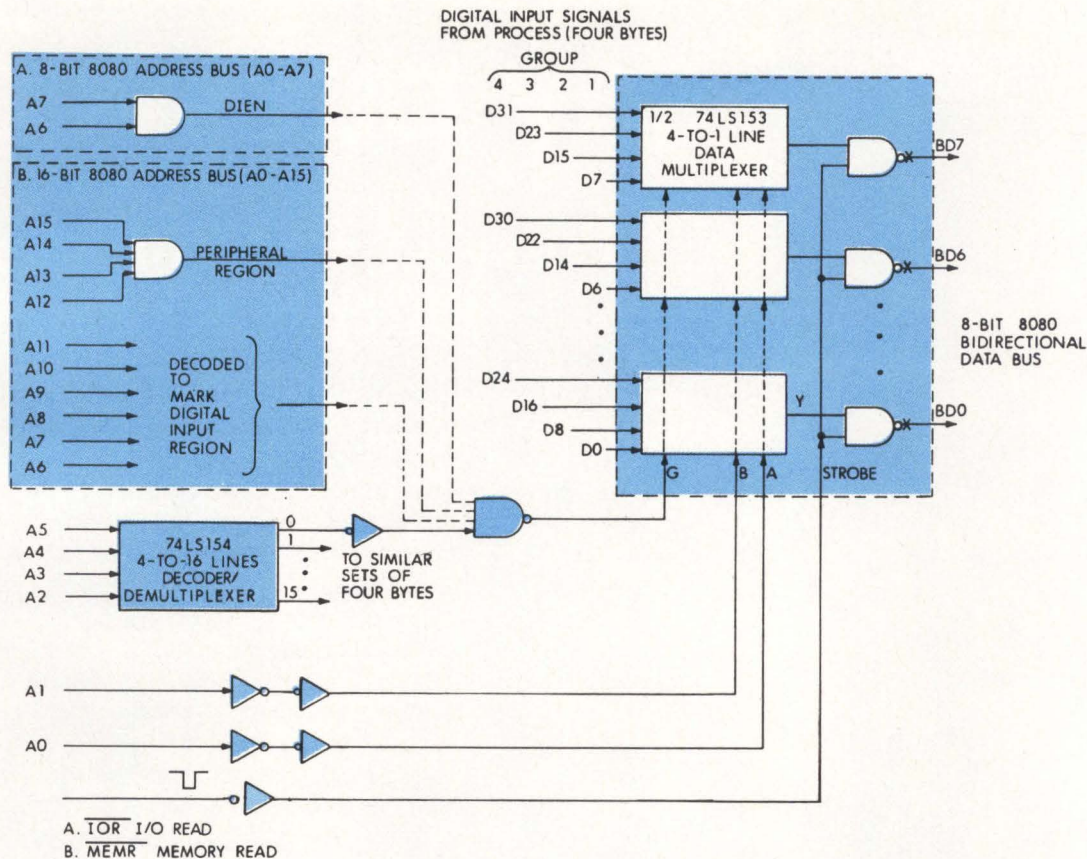 DIGITAL INPUT SIGNALS
FROM PROCESS (FOUR BYTES)
GROUP
4 3 2 1
A. 8-BIT 8080 ADDRESS BUS (A0-A7)
A7
A6
DIEN
B. 16-BIT 8080 ADDRESS BUS (A0-A15)
A15
A14
A13
A12
PERIPHERAL
REGION
A11
A10
A9
A8
A7
A6
DECODED
TO
MARK
DIGITAL
INPUT
REGION
D31
D23
D15
D7
1/2 74LS153
4-TO-1 LINE
DATA
MULTIPLEXER
BD7
D30
D22
D14
D6
BD6
8-BIT 8080
BIDIRECTIONAL
DATA BUS
D24
D16
D8
D0
Y
BD0
G
B
A
STROBE
A5
A4
A3
A2
74LS154
4-TO-16 LINES
DECODER/
DEMULTIPLEXER
0
1
15
TO SIMILAR
SETS OF
FOUR BYTES
A1
A0
A. IOR I/O READ
B. MEMR MEMORY READ